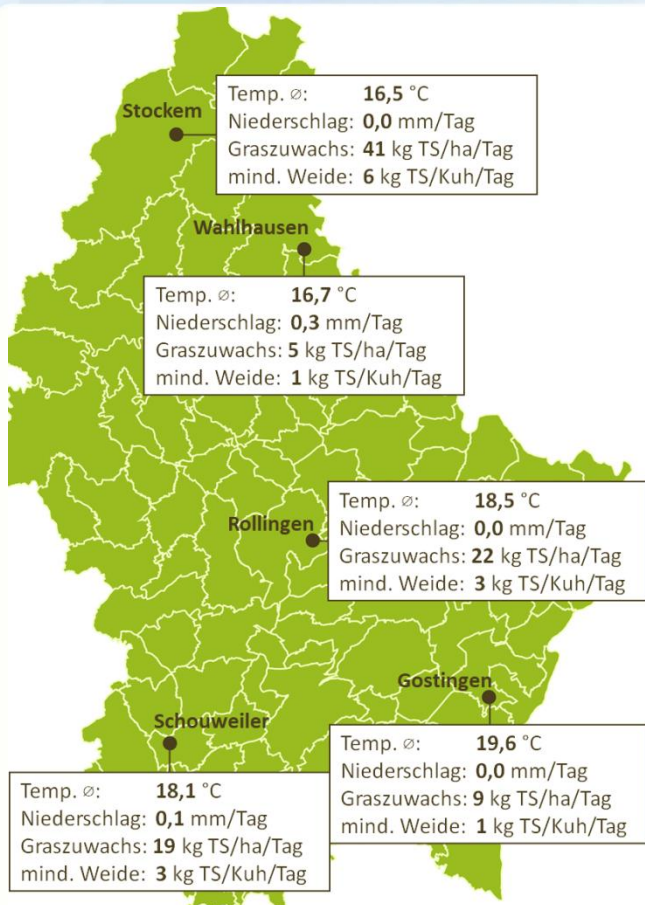 Stockem
Temp. ⌀: 16,5 °C
Niederschlag: 0,0 mm/Tag
Graszuwachs: 41 kg TS/ha/Tag
mind. Weide: 6 kg TS/Kuh/Tag
Wahlhausen
Temp. ⌀: 16,7 °C
Niederschlag: 0,3 mm/Tag
Graszuwachs: 5 kg TS/ha/Tag
mind. Weide: 1 kg TS/Kuh/Tag
Rollingen
Temp. ⌀: 18,5 °C
Niederschlag: 0,0 mm/Tag
Graszuwachs: 22 kg TS/ha/Tag
mind. Weide: 3 kg TS/Kuh/Tag
Gostingen
Temp. ⌀: 19,6 °C
Niederschlag: 0,0 mm/Tag
Graszuwachs: 9 kg TS/ha/Tag
mind. Weide: 1 kg TS/Kuh/Tag
Schouweiler
Temp. ⌀: 18,1 °C
Niederschlag: 0,1 mm/Tag
Graszuwachs: 19 kg TS/ha/Tag
mind. Weide: 3 kg TS/Kuh/Tag